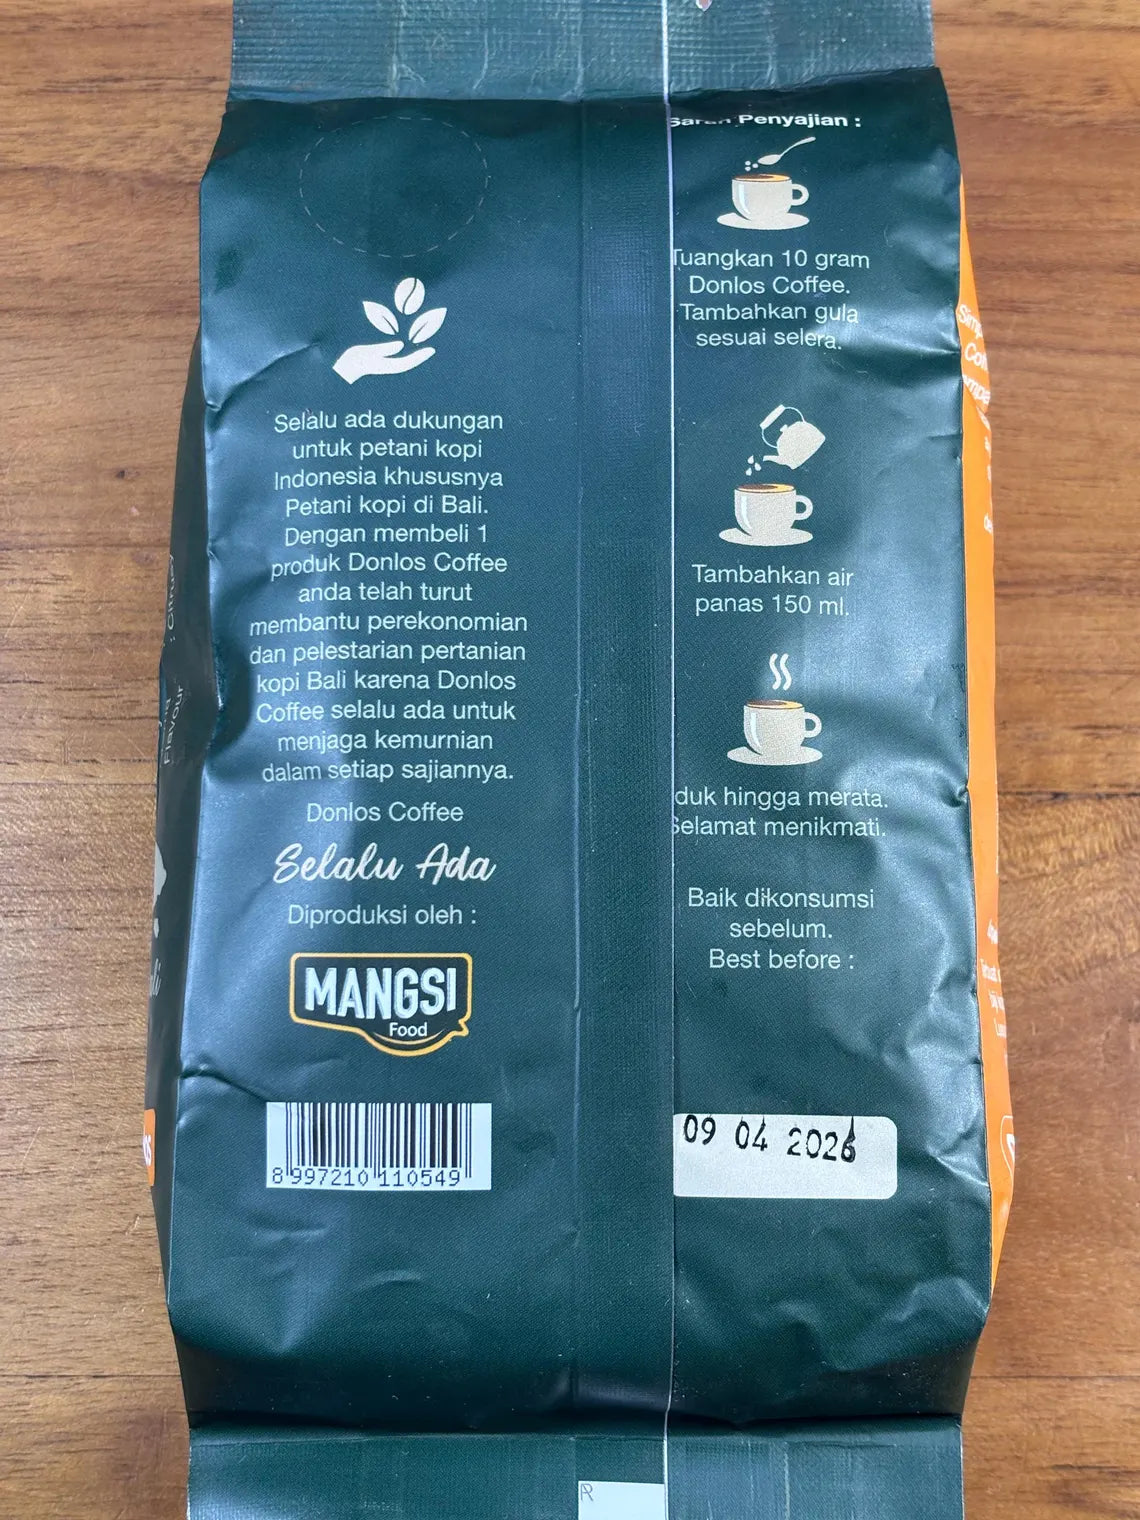 Selalu ada dukungan
untuk petani kopi
Indonesia khususnya
Petani kopi di Bali.
Dengan membeli 1
produk Donlos Coffee
anda telah turut
membantu perekonomian
dan pelestarian pertanian
kopi Bali karena Donlos
Coffee selalu ada untuk
menjaga kemurnian
dalam setiap sajiannya.
Donlos Coffee
Selalu Ada
Diproduksi oleh :
MANGSI
Food
8 997210 110549
Saran Penyajian :
Tuangkan 10 gram
Donlos Coffee.
Tambahkan gula
sesuai selera.
Tambahkan air
panas 150 ml.
duk hingga merata.
Selamat menikmati.
Baik dikonsumsi
sebelum.
Best before :
09 04 2026
: Citrusy
Flavour
R